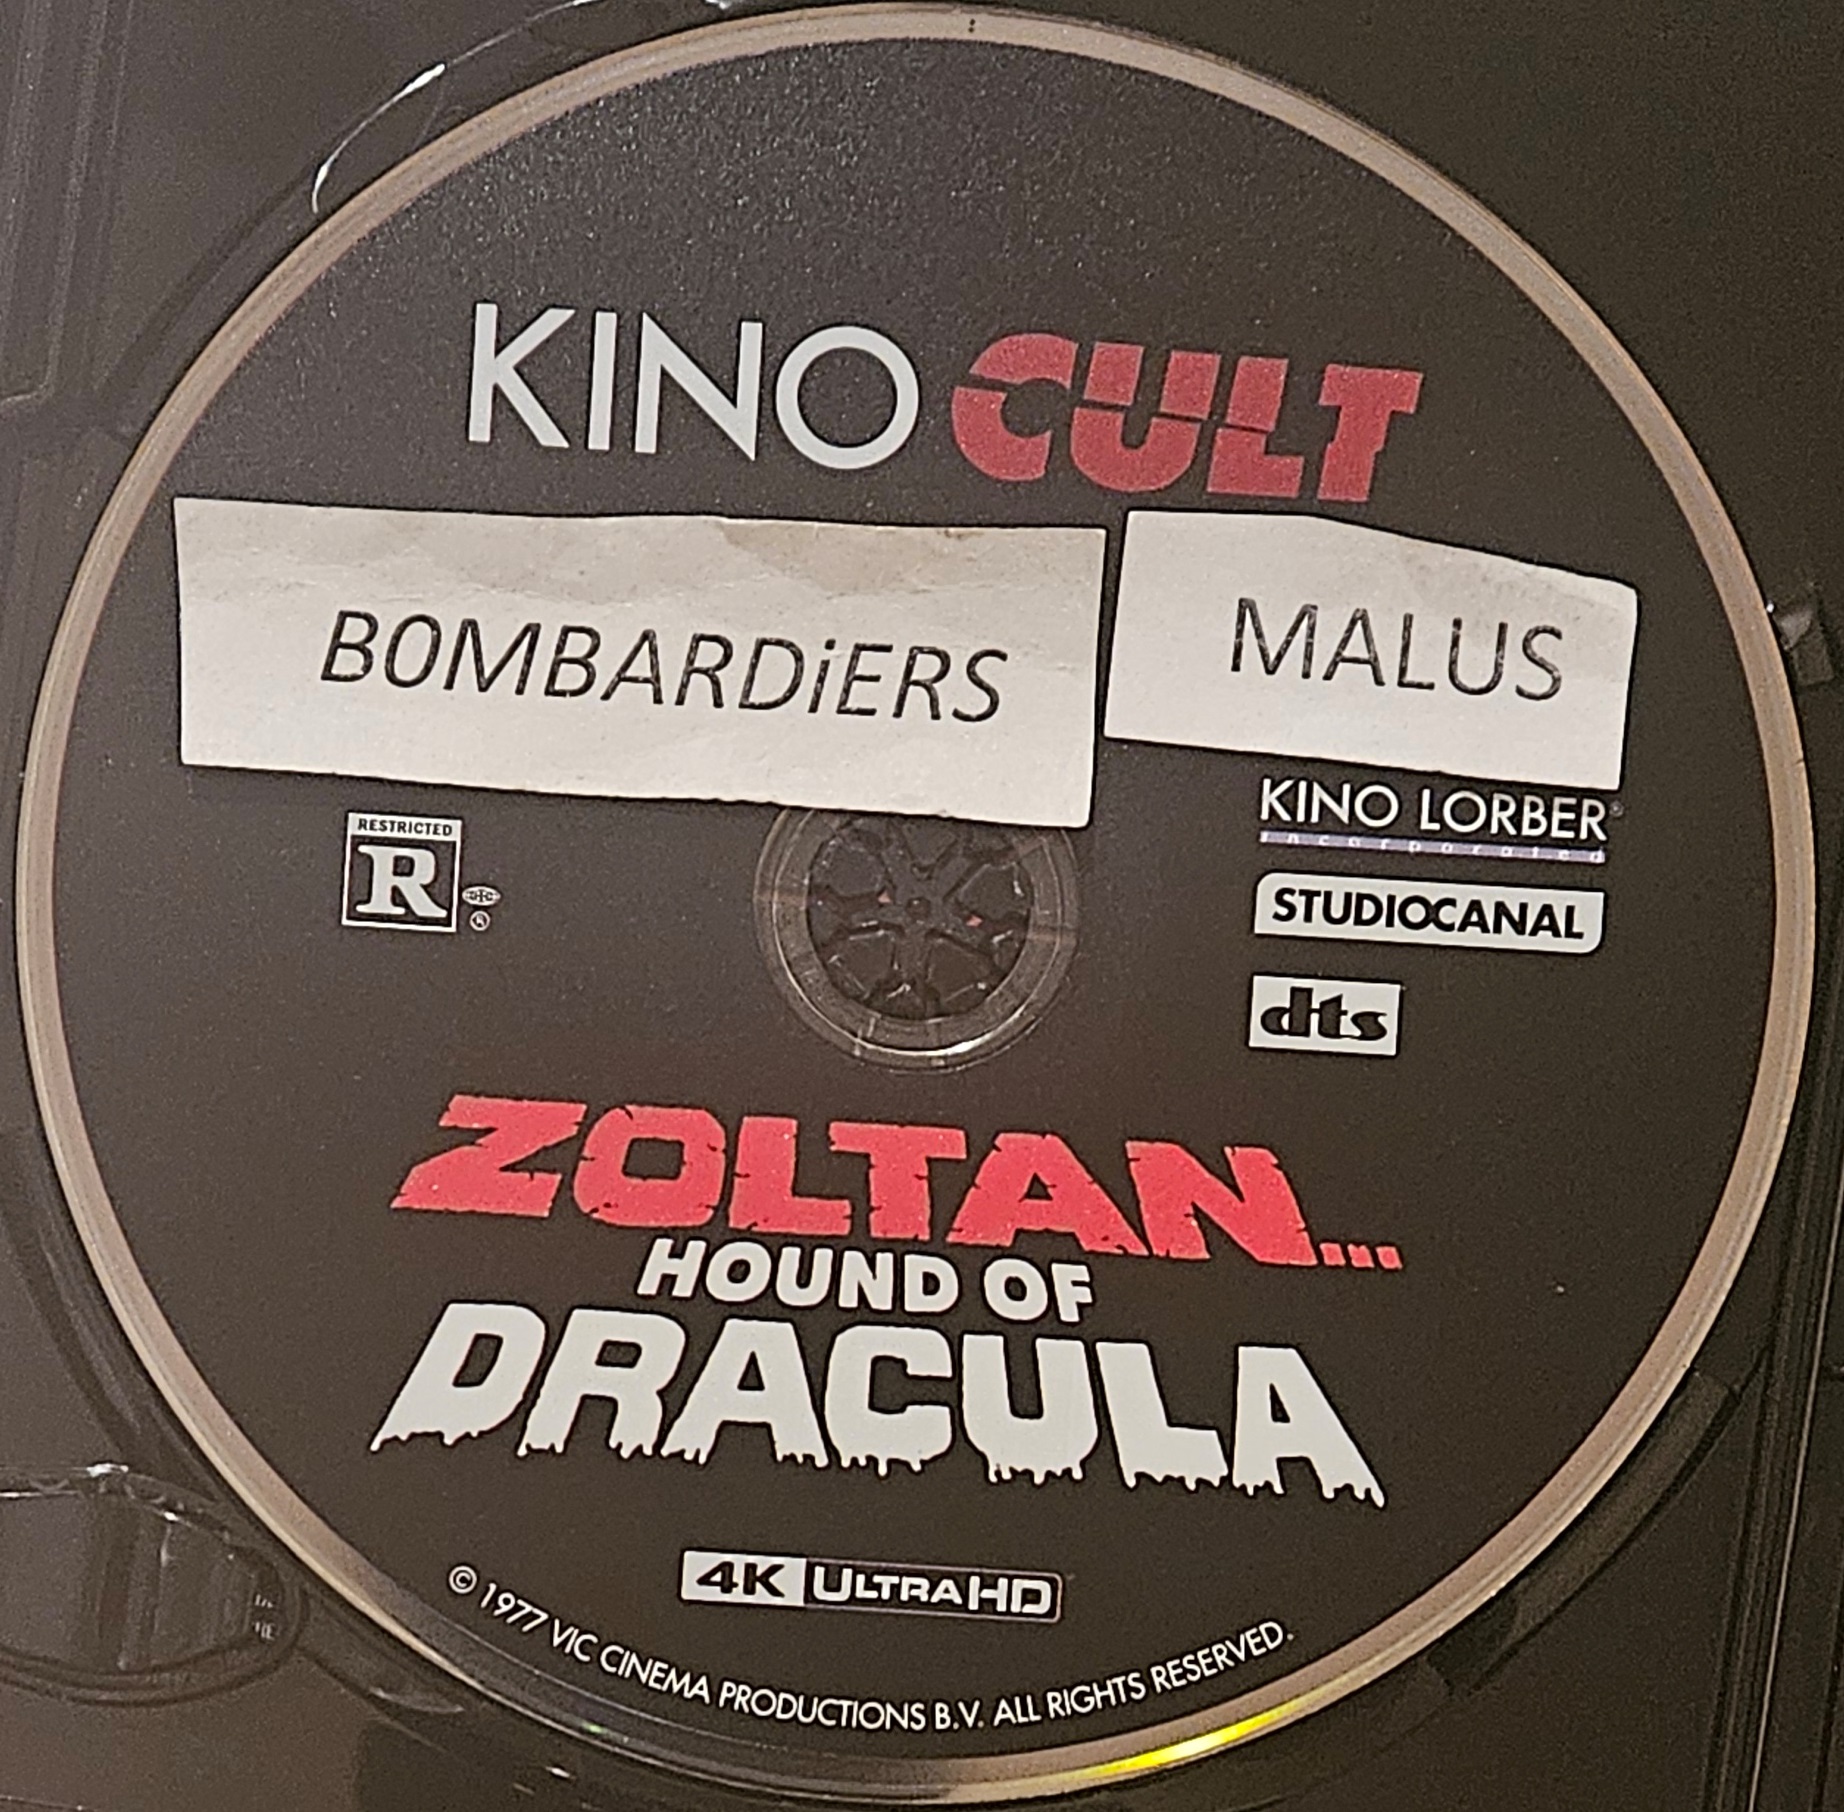 KINO CULT
B0MBARDiERS MALUS
RESTRICTED
R
®
KINO LORBER
incorporated
STUDIOCANAL
dts
ZOLTAN...
HOUND OF
DRACULA
4K ULTRAHD
© 1977 VIC CINEMA PRODUCTIONS B.V. ALL RIGHTS RESERVED.